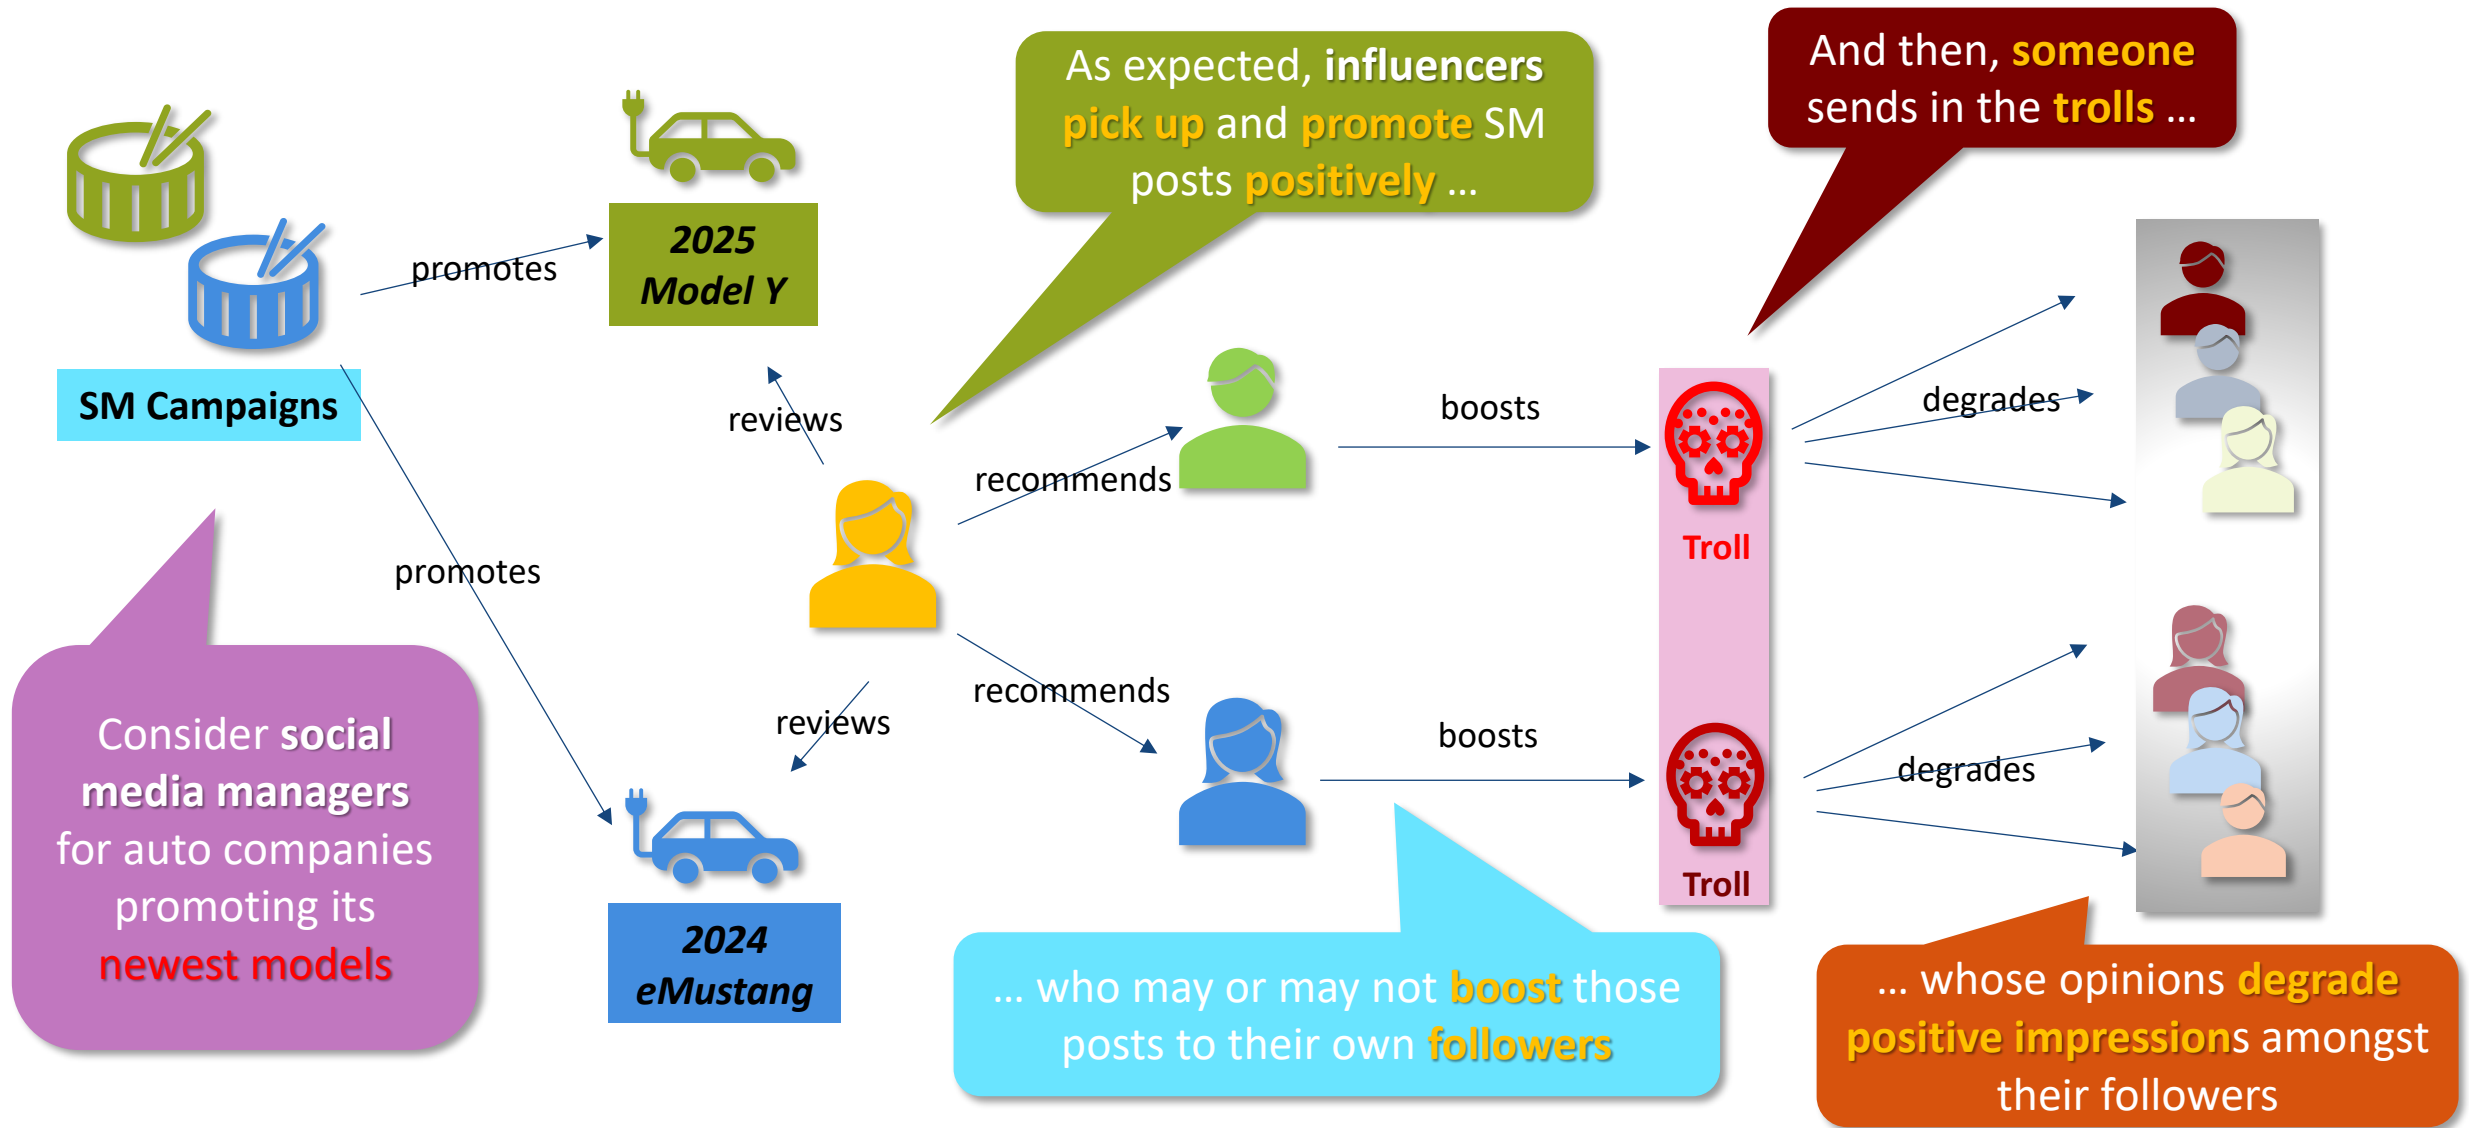 As expected, influencers
pick up and promote SM
posts positively ...
And then, someone
sends in the trolls ...
promotes
2025
Model Y
SM Campaigns
reviews
recommends
boosts
degrades
Troll
promotes
Consider social
media managers
for auto companies
promoting its
newest models
reviews
recommends
boosts
degrades
Troll
2024
eMustang
... who may or may not boost those
posts to their own followers
... whose opinions degrade
positive impressions amongst
their followers